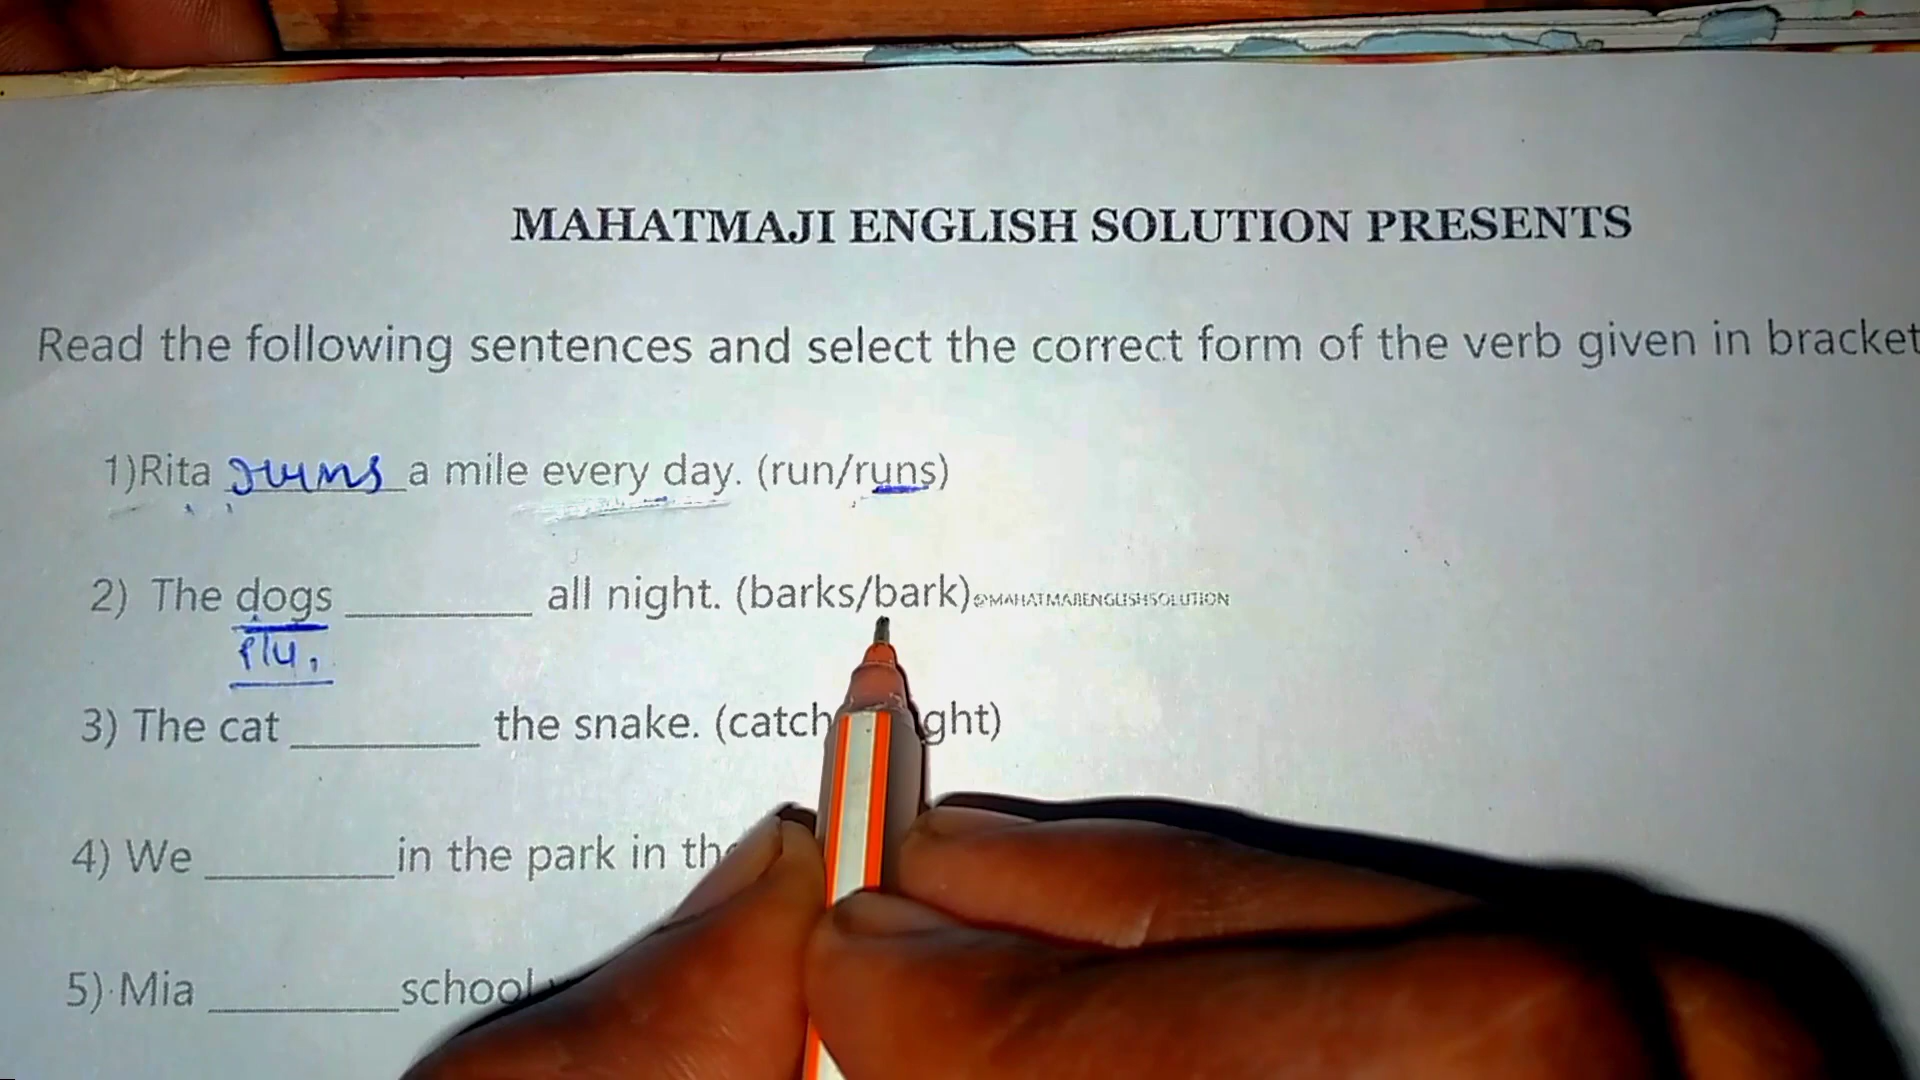 MAHATMAJI ENGLISH SOLUTION PRESENTS
Read the following sentences and select the correct form of the verb given in bracket
1)Rita runs a mile every day. (run/runs)
2) The dogs ________ all night. (barks/bark)@MAHATMAJIENGLISHSOLUTION
Plu.
3) The cat ________ the snake. (catch ght)
4) We ________in the park in
5) Mia ________school